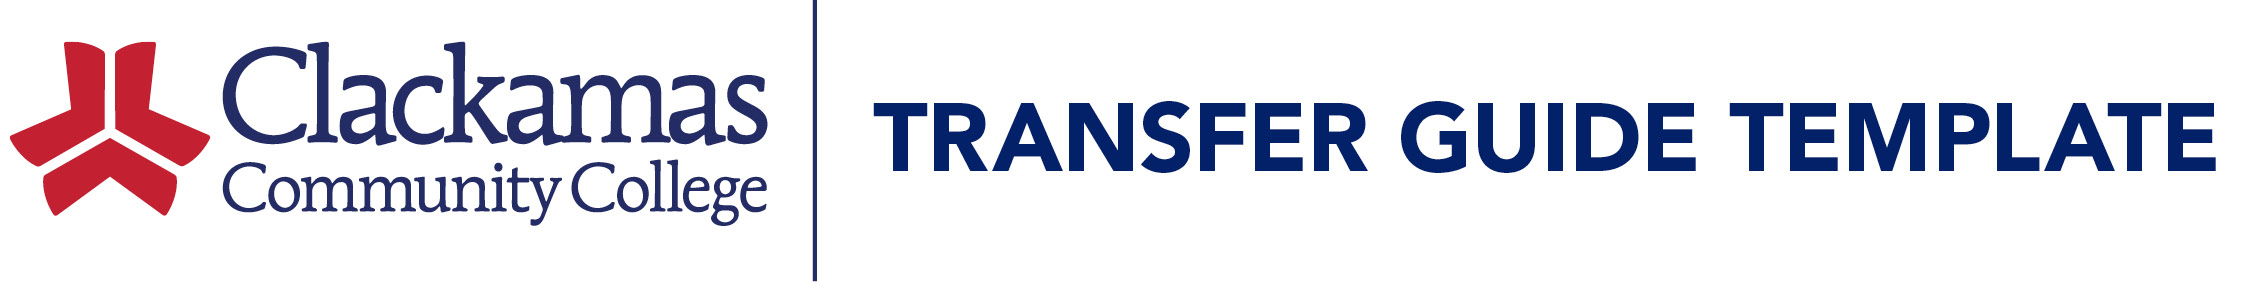 Clackamas
Community College
TRANSFER GUIDE TEMPLATE